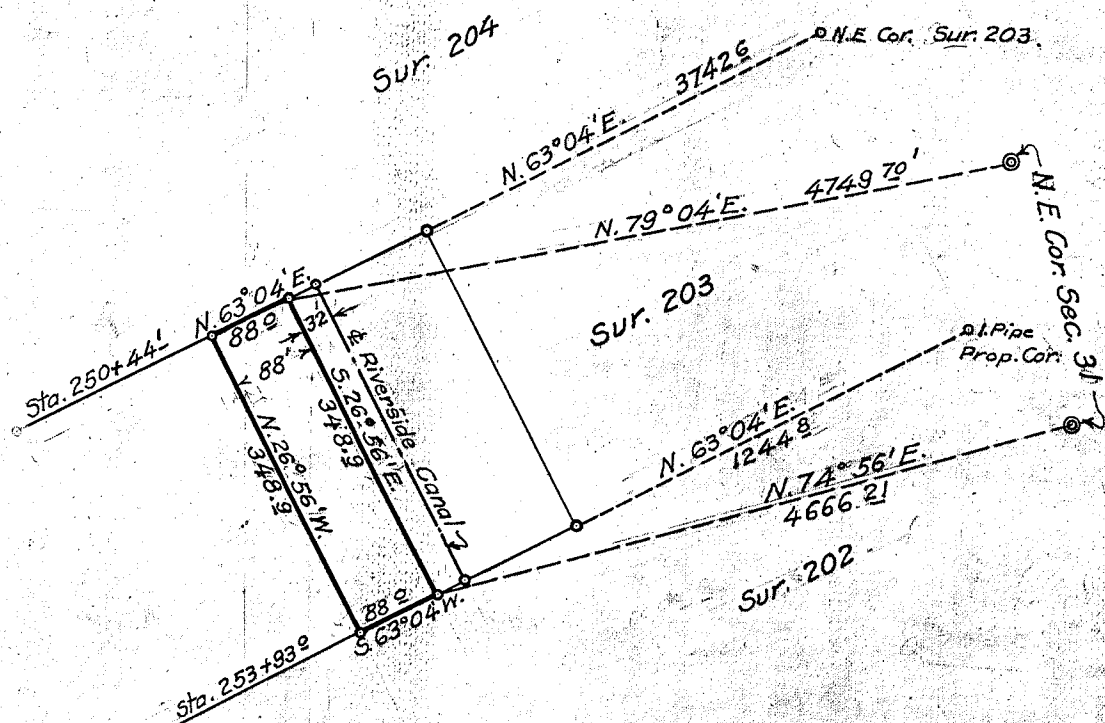 Sur. 204
N.E Cor. Sur. 203.
N. 63°04'E. 3742 6
N. 79°04'E. 4749 70'
N.E. Cor. Sec. 31
Sur. 203
N. 63°04'E.
88 0
32'
88'
Sta. 250+44 1
℄ Riverside Canal
S. 26° 56'E.
348.9
N. 26° 56'W.
348.9
1. Pipe
Prop. Cor.
N. 63°04'E.
1244 8
N. 74° 56'E.
4666. 21
Sur. 202
88 0
S. 63°04'W.
Sta. 253+93 0